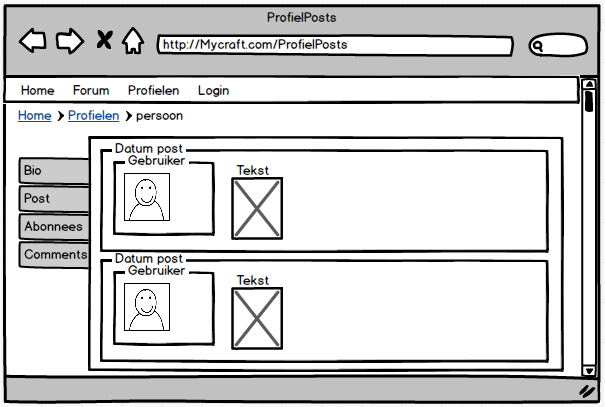 ProfielPosts
http://Mycraft.com/ProfielPosts
Home Forum Profielen Login
Home > Profielen > persoon
Bio
Post
Abonnees
Comments
Datum post
Gebruiker
Tekst
Datum post
Gebruiker
Tekst